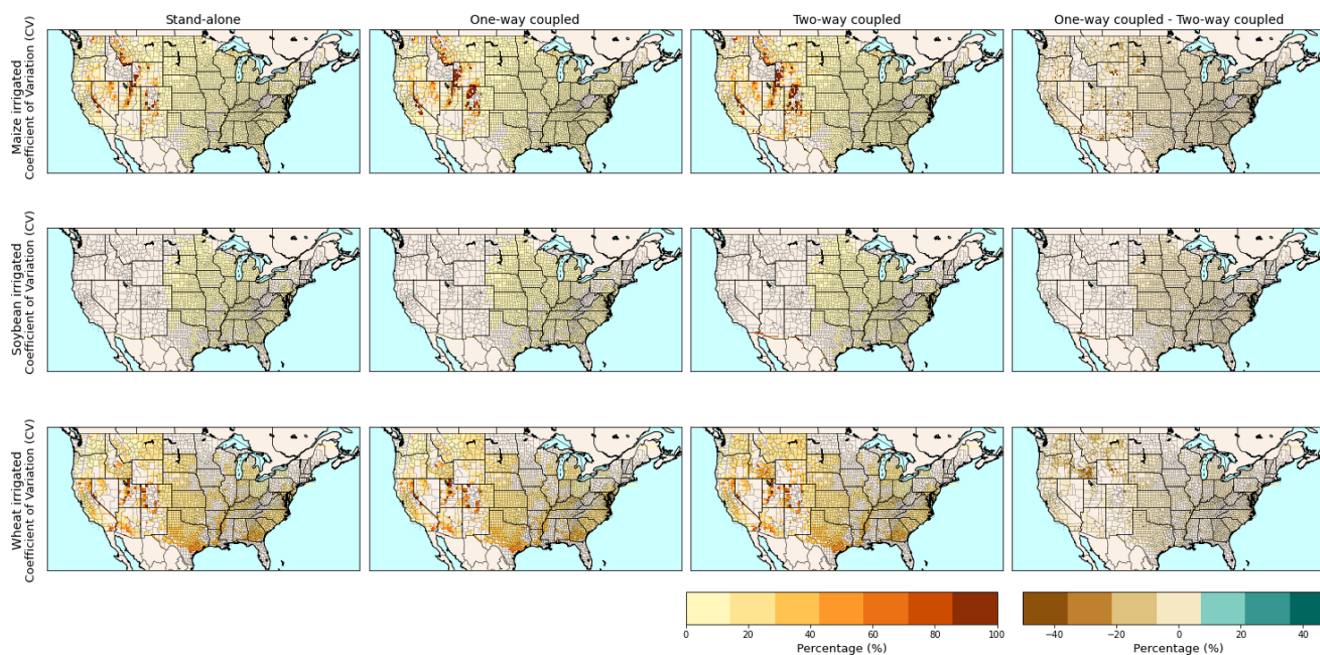 Stand-alone
One-way coupled
Two-way coupled
One-way coupled - Two-way coupled
Maize irrigated
Coefficient of Variation (CV)
Soybean irrigated
Coefficient of Variation (CV)
Wheat irrigated
Coefficient of Variation (CV)
0 20 40 60 80 100
Percentage (%)
−40 −20 0 20 40
Percentage (%)